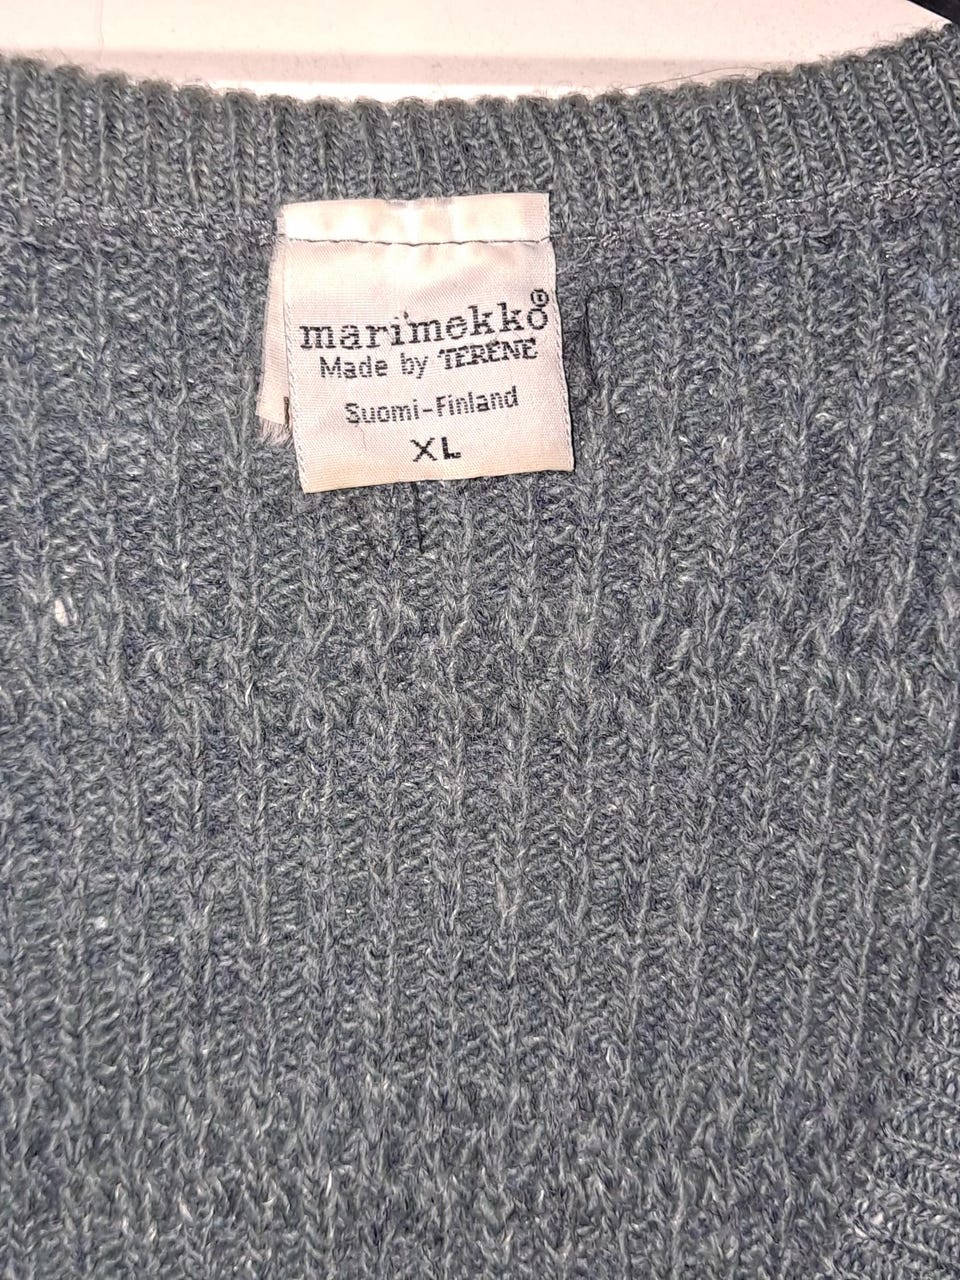 marimekko®
Made by TERENE
Suomi-Finland
XL